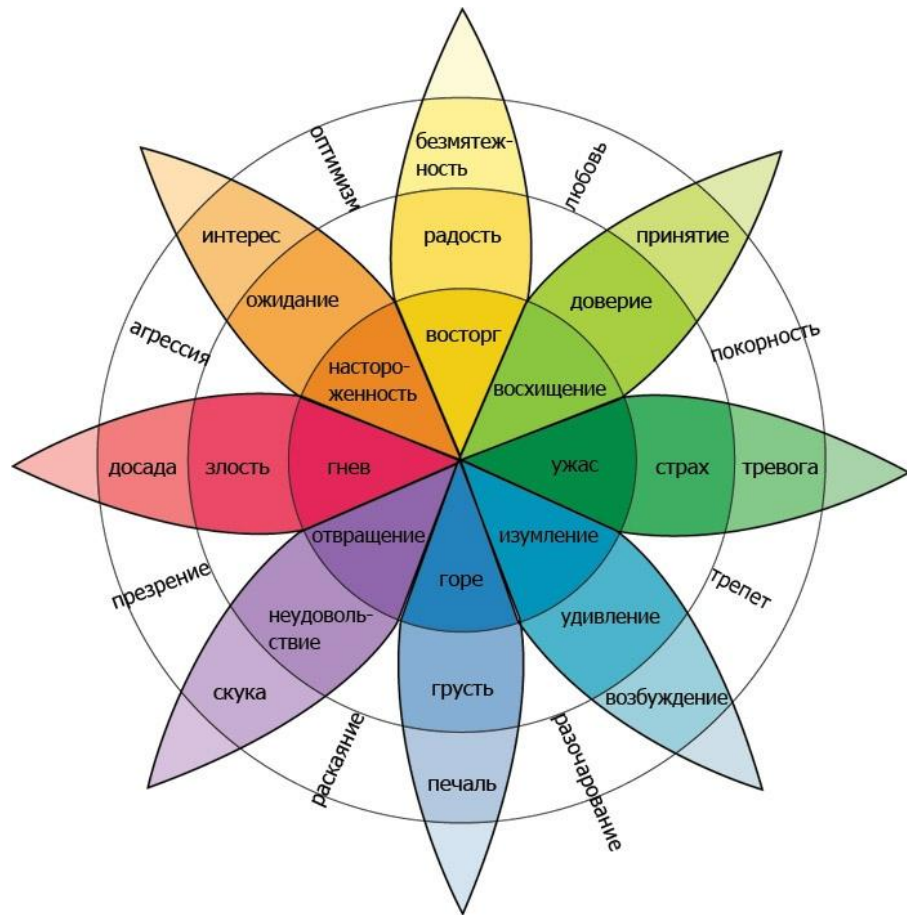 оптимизм
безмятеж-
ность
любовь
интерес
радость
принятие
ожидание
доверие
агрессия
восторг
покорность
насторо-
женность
восхищение
досада
злость
гнев
ужас
страх
тревога
отвращение
изумление
презрение
горе
трепет
неудоволь-
ствие
удивление
скука
грусть
возбуждение
раскаяние
печаль
разочарование